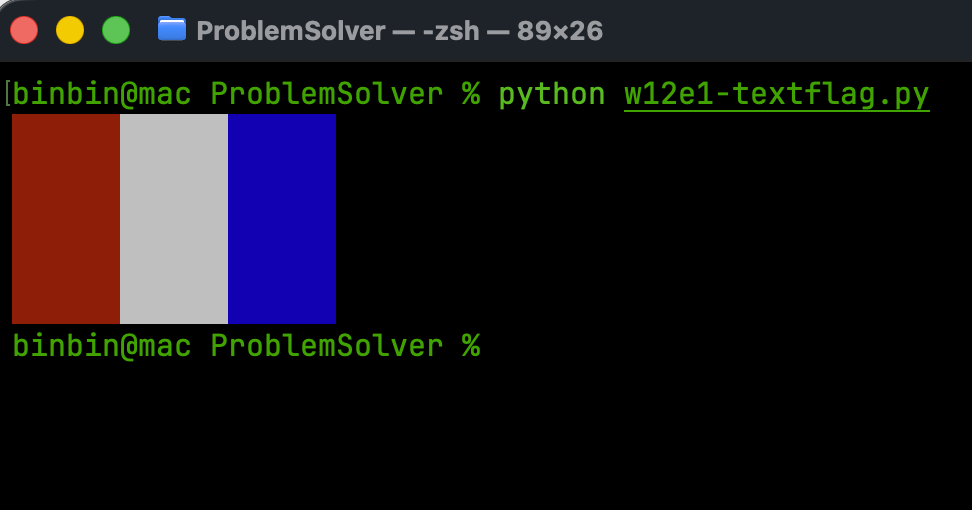 ProblemSolver — -zsh — 89×26
[binbin@mac ProblemSolver % python w12e1-textflag.py
binbin@mac ProblemSolver %